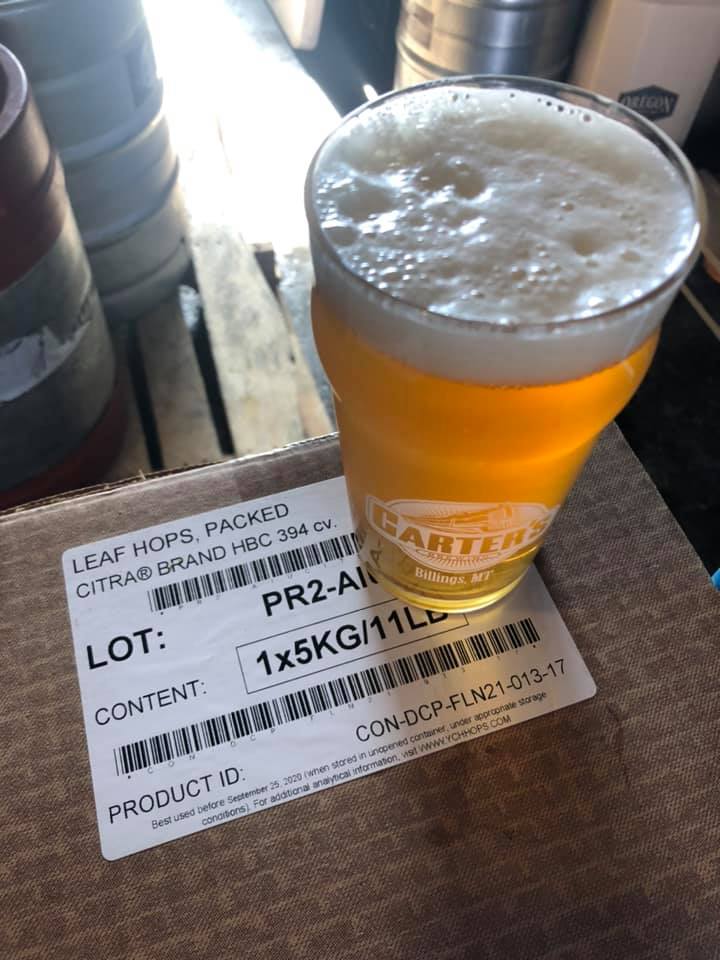 OREGON
LEAF HOPS, PACKED
CITRA® BRAND HBC 394 cv.
LOT:
CONTENT:
1x5KG/11LB
PRODUCT ID:
CON-DCP-FLN21-013-17
Best used before September 25, 2020 (when stored in unopened container, under appropriate storage
conditions). For additional analytical information, visit WWW.YCHHOPS.COM
CARTER'S
Billings, MT